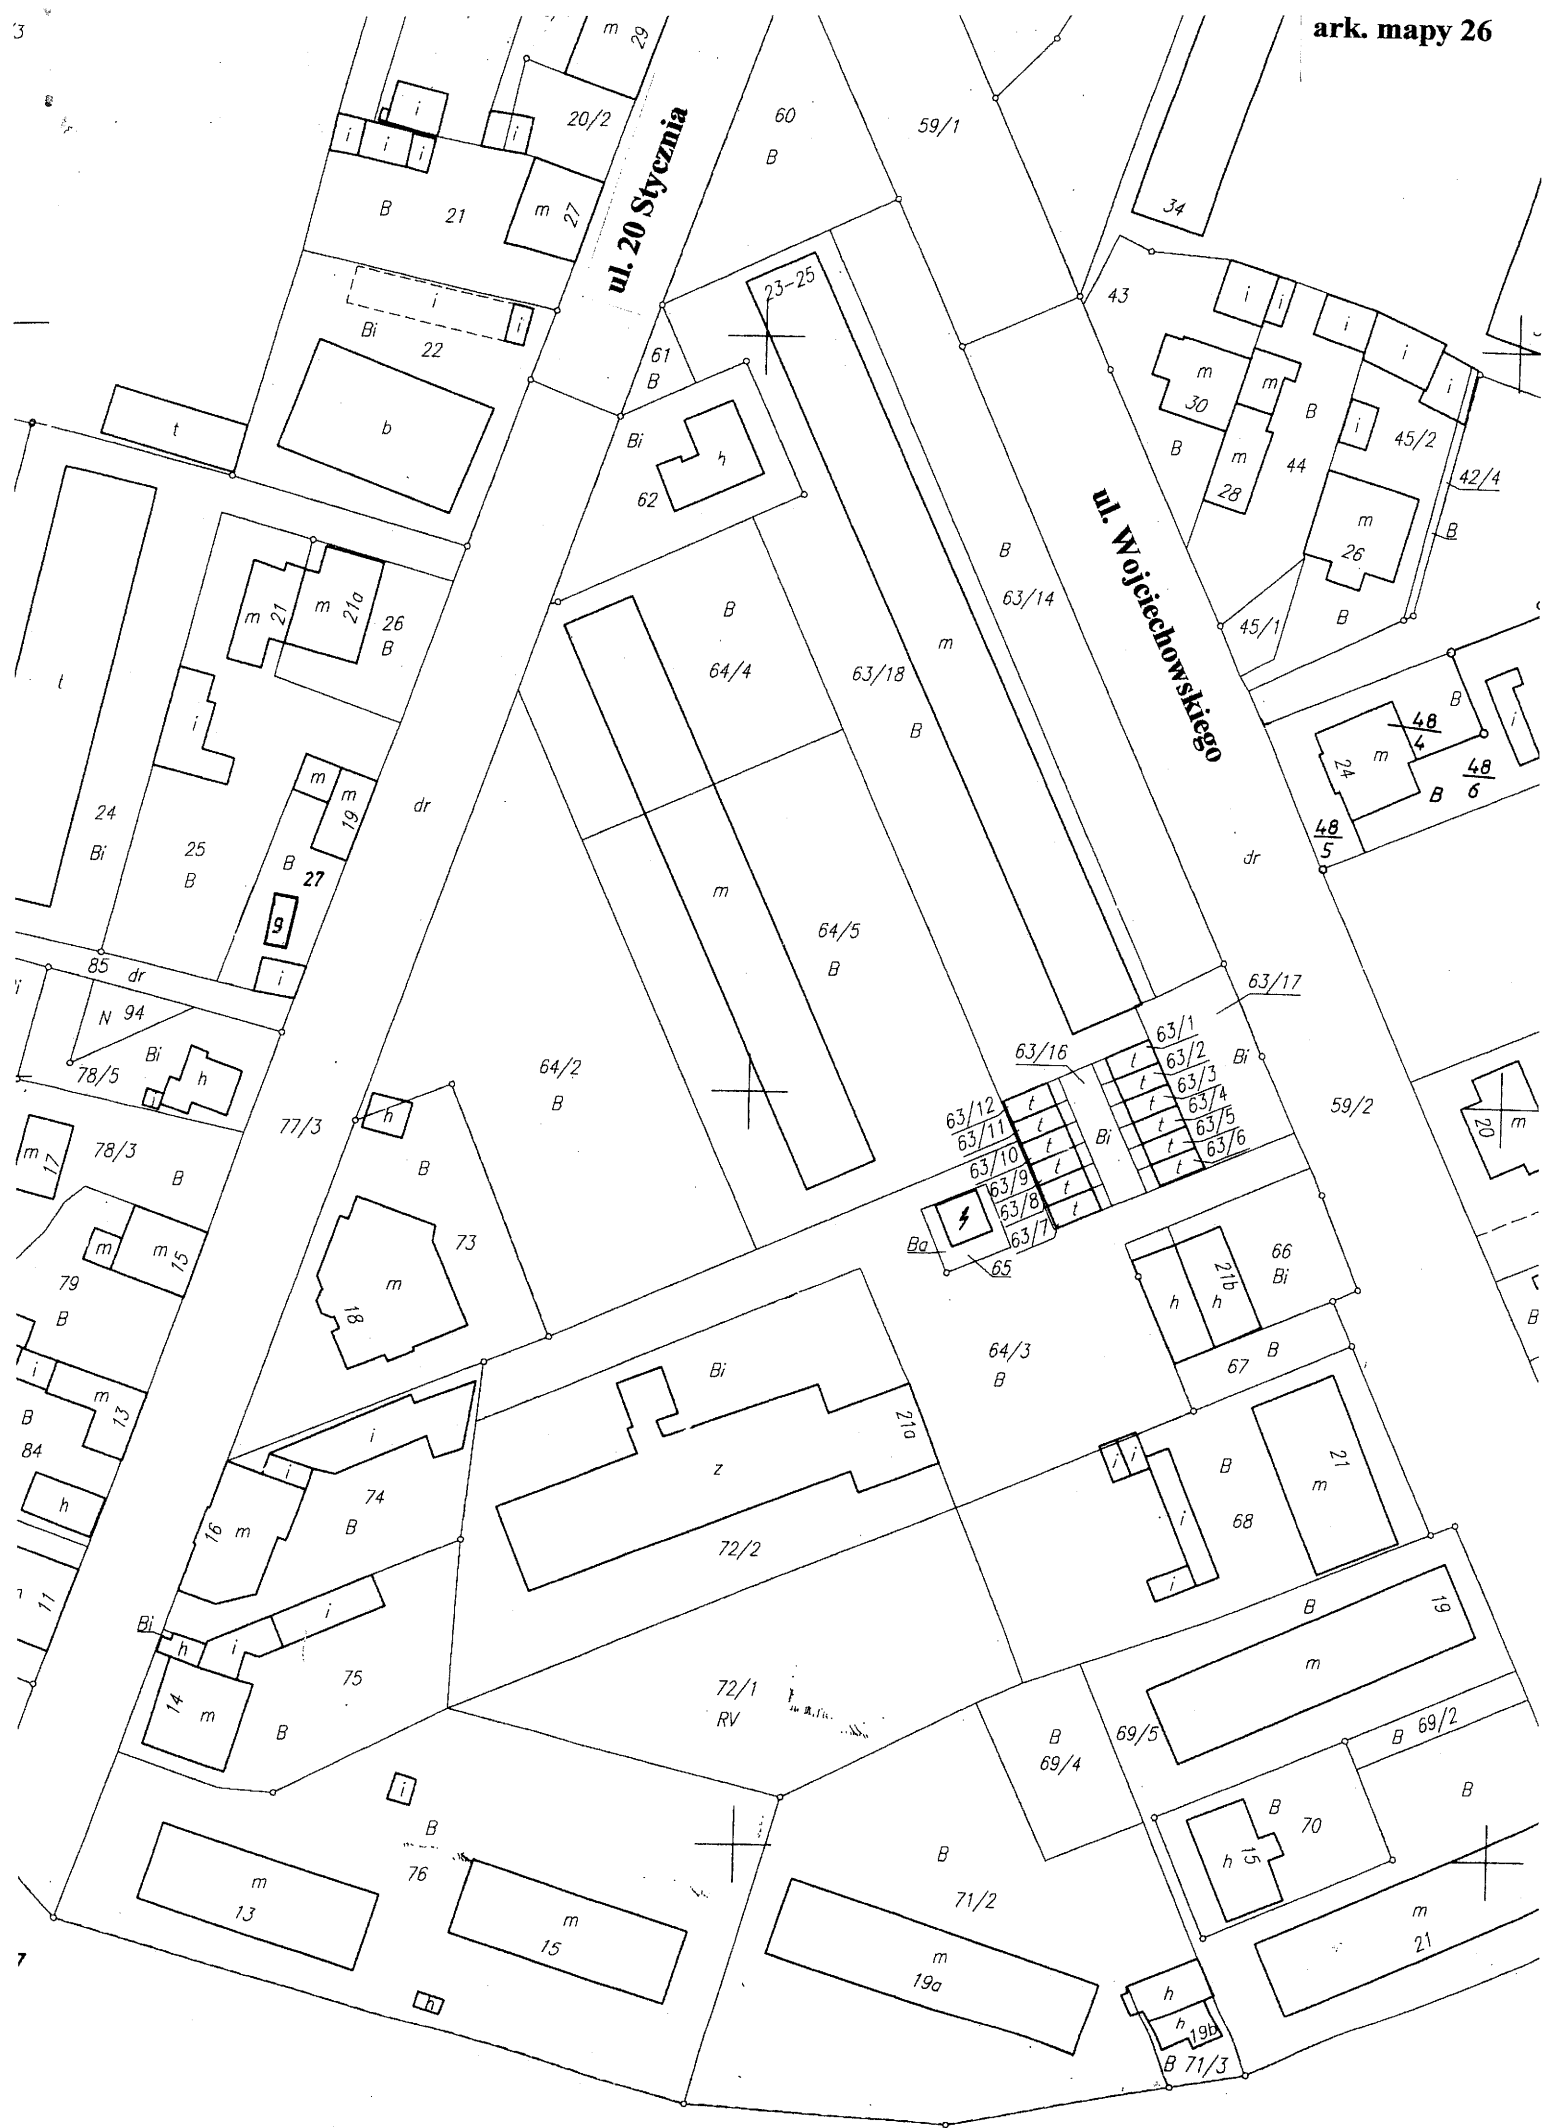 ark. mapy 26
m
29
i
20/2
60
59/1
i
i
i
i
B
B
21
m
27
34
ul. 20 Stycznia
i
i
Bi
22
23-25
43
i
i
i
i
i
61
B
m
30
m
B
t
b
Bi
h
62
B
m
28
44
i
45/2
42/4
B
m
26
ul. Wojciechowskiego
B
63/14
m
21
m
21a
26
B
B
64/4
63/18
m
B
45/1
B
t
i
B
48/4
i
m
24
B
48/6
48/5
m
m
19
dr
24
Bi
25
B
B
27
9
i
m
64/5
B
dr
85
dr
N 94
Bi
h
i
78/5
63/17
63/1
63/2
63/3
63/4
63/5
63/6
63/16
Bi
Bi
t
t
t
t
t
t
63/12
63/11
63/10
63/9
63/8
63/7
t
t
t
t
t
t
64/2
B
77/3
h
B
59/2
20
m
m
17
78/3
B
m
m
15
73
m
18
Ba
65
66
Bi
21b
h
h
79
B
i
m
13
B
84
h
64/3
B
B
67
Bi
21a
z
72/2
i
i
16
m
74
B
i
i
i
i
B
68
21
m
11
Bi
h
i
i
14
m
75
B
72/1
RV
B
19
m
69/5
B
69/4
B 69/2
B
i
B
76
m
13
m
15
h
B
71/2
m
19a
B
70
h
15
m
21
h
h
19b
B 71/3
7